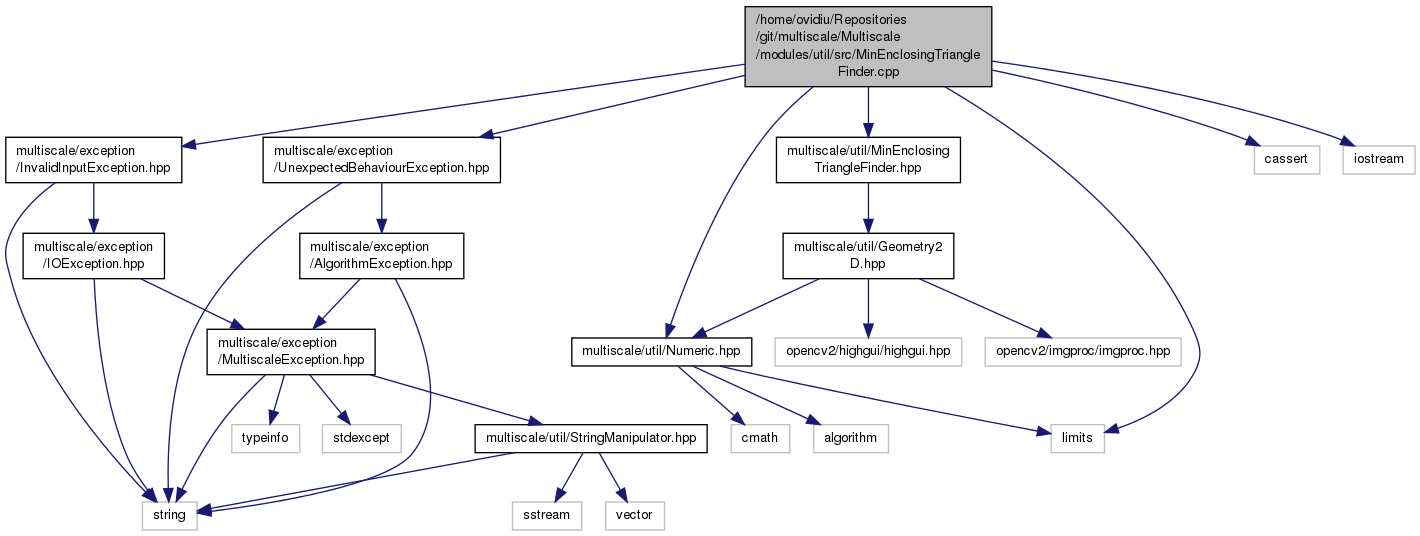 /home/ovidiu/Repositories
/git/multiscale/Multiscale
/modules/util/src/MinEnclosingTriangle
Finder.cpp
multiscale/exception
/InvalidInputException.hpp
multiscale/exception
/UnexpectedBehaviourException.hpp
multiscale/util/MinEnclosing
TriangleFinder.hpp
cassert
iostream
multiscale/exception
/IOException.hpp
multiscale/exception
/AlgorithmException.hpp
multiscale/util/Geometry2
D.hpp
multiscale/exception
/MultiscaleException.hpp
multiscale/util/Numeric.hpp
opencv2/highgui/highgui.hpp
opencv2/imgproc/imgproc.hpp
typeinfo
stdexcept
multiscale/util/StringManipulator.hpp
cmath
algorithm
limits
string
sstream
vector